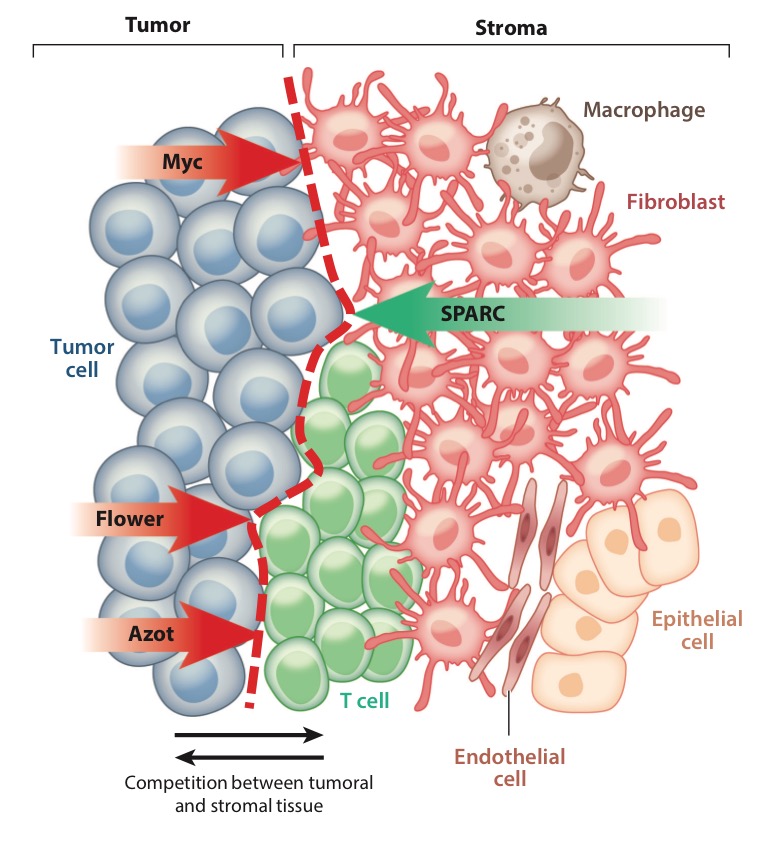 Tumor
Stroma
Macrophage
Myc
Fibroblast
SPARC
Tumor
cell
Flower
Epithelial
cell
Azot
T cell
Endothelial
cell
Competition between tumoral
and stromal tissue